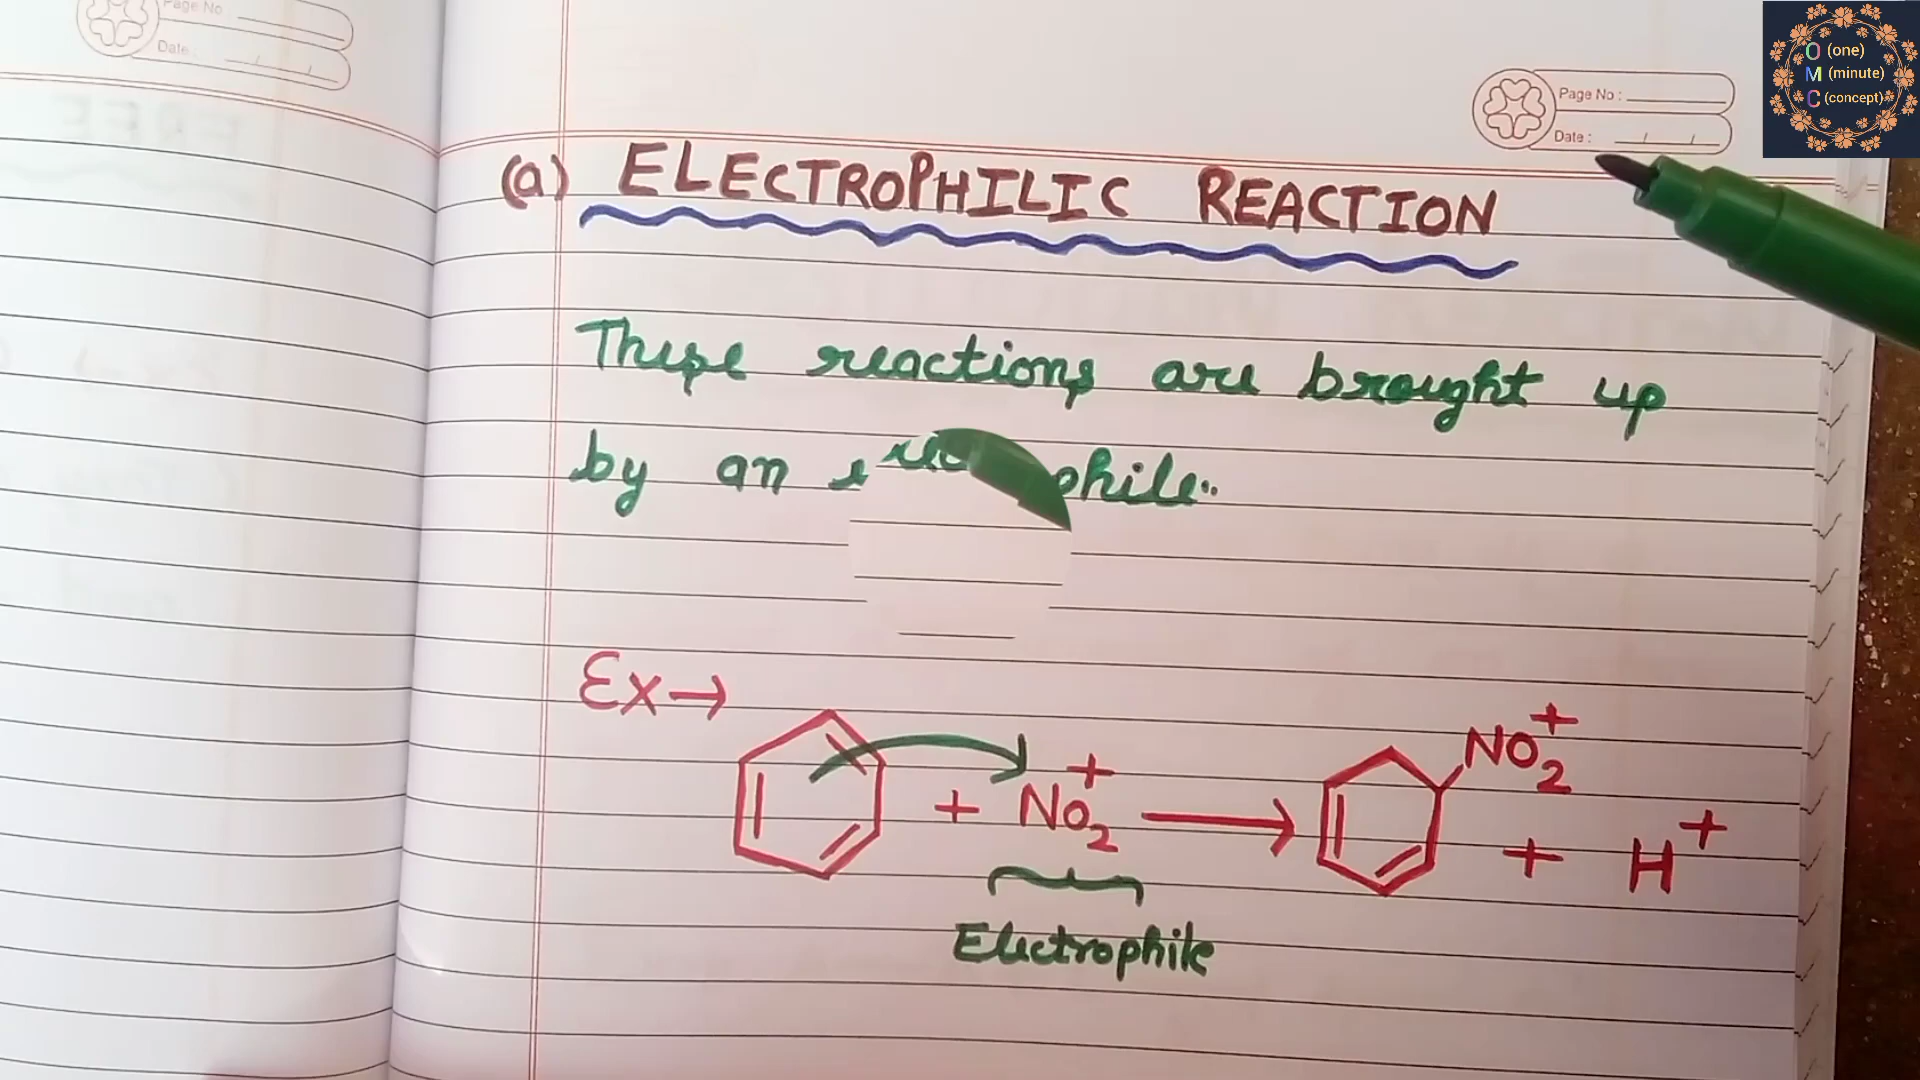 Page No
Date :
O (one)
M (minute)
C (concept)
Page No :
Date :
(a) ELECTROPHILIC REACTION
These reactions are brought up
by an
Ex→
+ NO2+ → NO2+ + H+
Electrophile